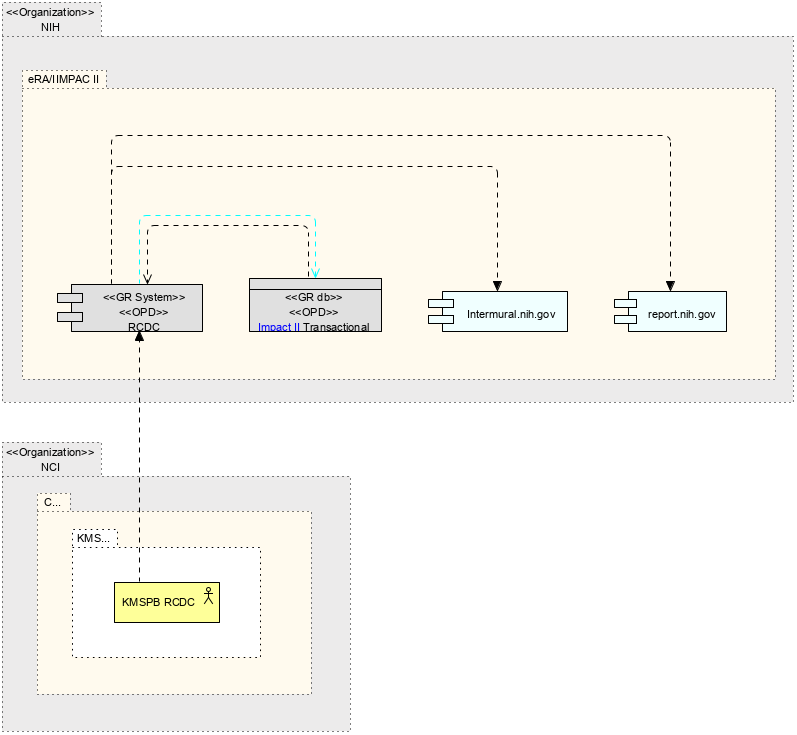 <<Organization>>
NIH
eRA/IIMPAC II
<<GR System>>
<<OPD>>
RCDC
<<GR db>>
<<OPD>>
Impact II Transactional
Intermural.nih.gov
report.nih.gov
<<Organization>>
NCI
C...
KMS...
KMSPB RCDC